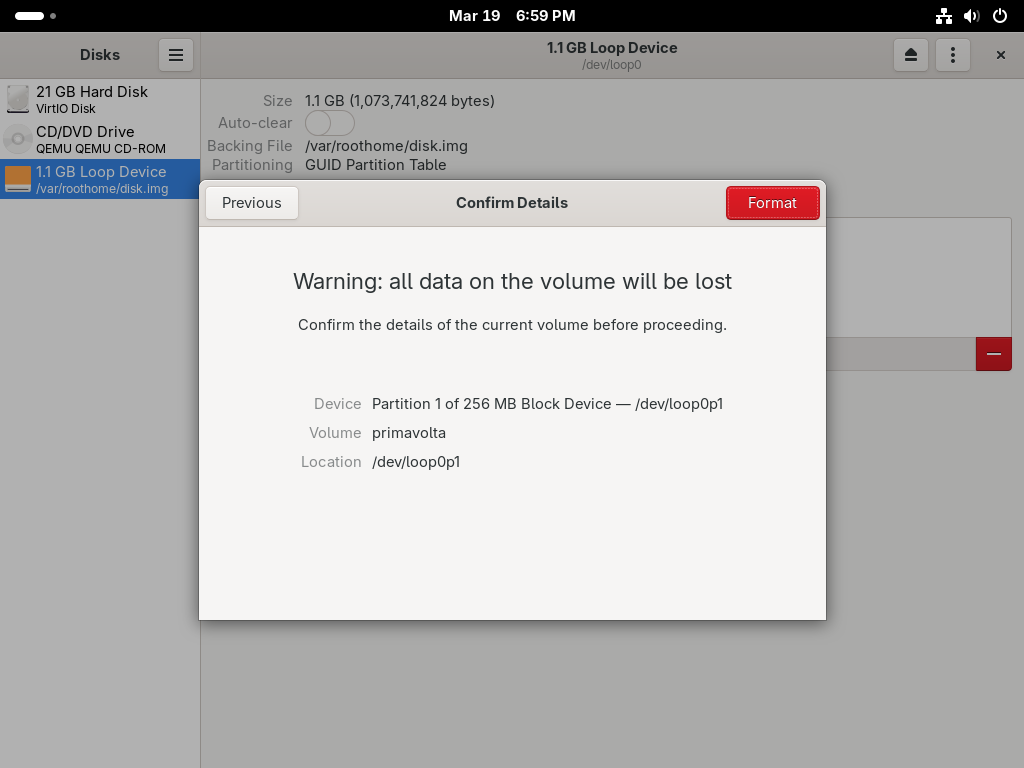 Mar 19 6:59 PM
Disks
1.1 GB Loop Device
/dev/loop0
21 GB Hard Disk
VirtIO Disk
CD/DVD Drive
QEMU QEMU CD-ROM
1.1 GB Loop Device
/var/roothome/disk.img
Size 1.1 GB (1,073,741,824 bytes)
Auto-clear
Backing File /var/roothome/disk.img
Partitioning GUID Partition Table
Previous
Confirm Details
Format
Warning: all data on the volume will be lost
Confirm the details of the current volume before proceeding.
Device Partition 1 of 256 MB Block Device — /dev/loop0p1
Volume primavolta
Location /dev/loop0p1